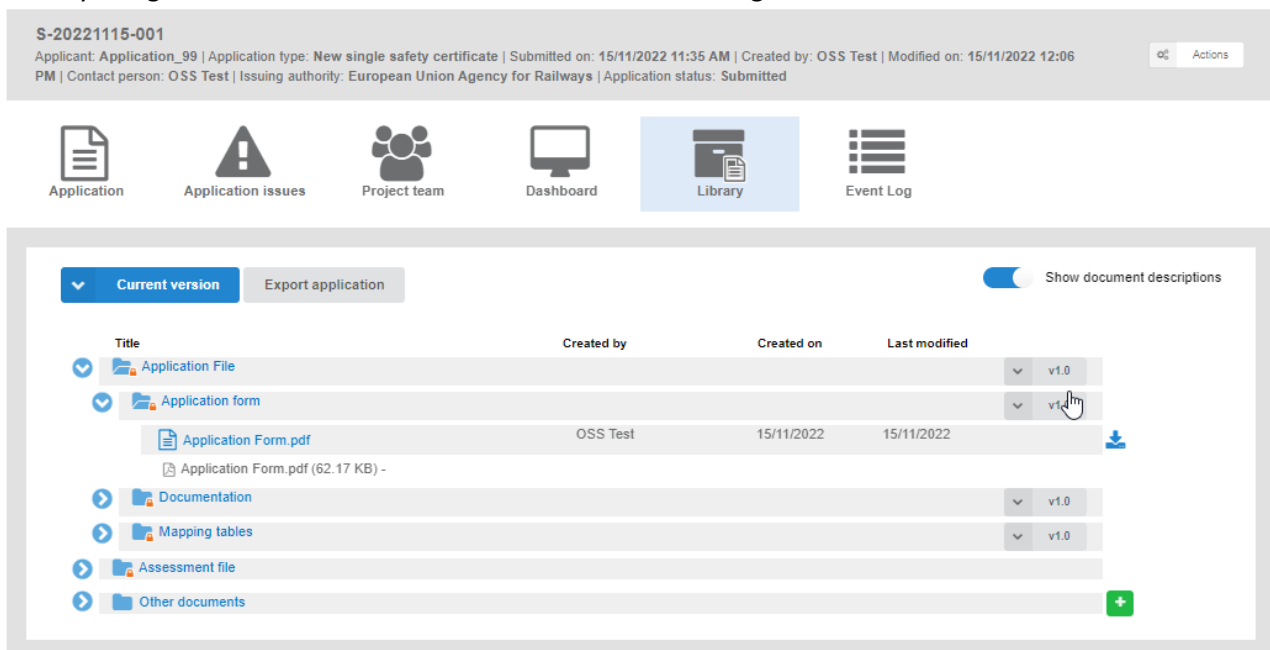 S-20221115-001
Applicant: Application_99 | Application type: New single safety certificate | Submitted on: 15/11/2022 11:35 AM | Created by: OSS Test | Modified on: 15/11/2022 12:06
PM | Contact person: OSS Test | Issuing authority: European Union Agency for Railways | Application status: Submitted
Actions
Application Application issues Project team Dashboard Library Event Log
Current version Export application Show document descriptions
Title Created by Created on Last modified
Application File v1.0
Application form
Application Form.pdf OSS Test 15/11/2022 15/11/2022
Application Form.pdf (62.17 KB) -
Documentation v1.0
Mapping tables v1.0
Assessment file
Other documents